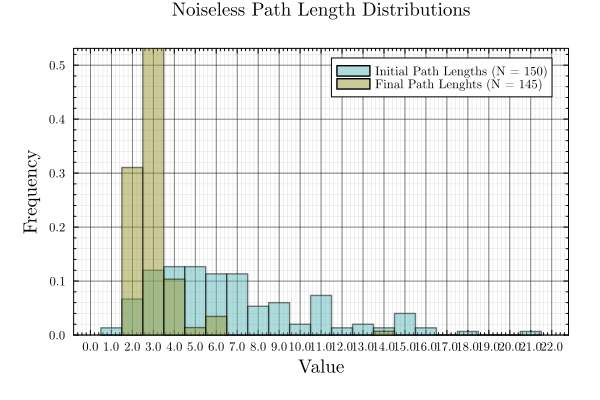 Noiseless Path Length Distributions
Initial Path Lengths (N = 150)
Final Path Lenghts (N = 145)
Frequency
0.5
0.4
0.3
0.2
0.1
0.0
0.0 1.0 2.0 3.0 4.0 5.0 6.0 7.0 8.0 9.0 10.0 11.0 12.0 13.0 14.0 15.0 16.0 17.0 18.0 19.0 20.0 21.0 22.0
Value